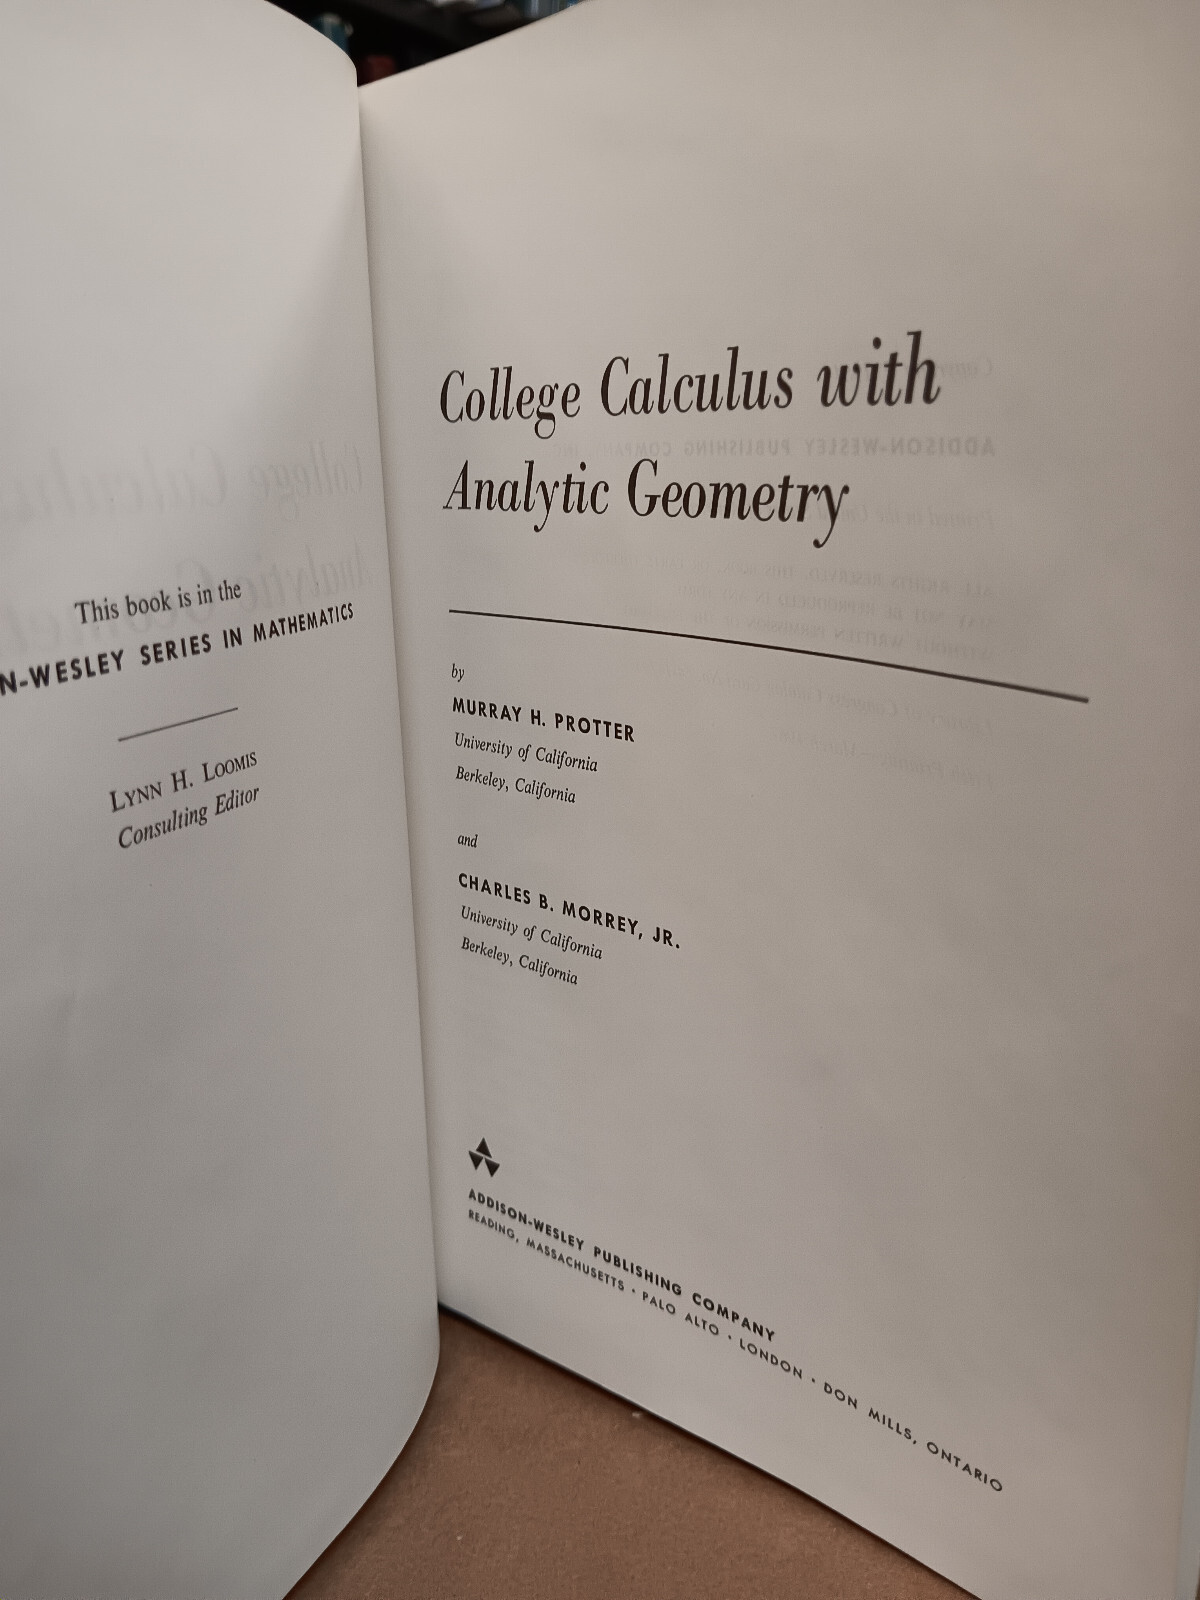 This book is in the
N-WESLEY SERIES IN MATHEMATICS
LYNN H. LOOMIS
Consulting Editor
College Calculus with
Analytic Geometry
by
MURRAY H. PROTTER
University of California
Berkeley, California
and
CHARLES B. MORREY, JR.
University of California
Berkeley, California
ADDISON-WESLEY PUBLISHING COMPANY
READING, MASSACHUSETTS · PALO ALTO · LONDON · DON MILLS, ONTARIO